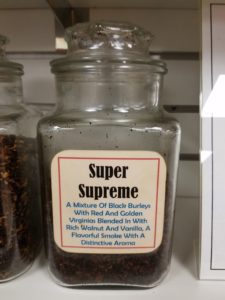 Super
Supreme
A Mixture Of Black Burleys
With Red And Golden
Virginias Blended In With
Rich Walnut And Vanilla, A
Flavorful Smoke With A
Distinctive Aroma